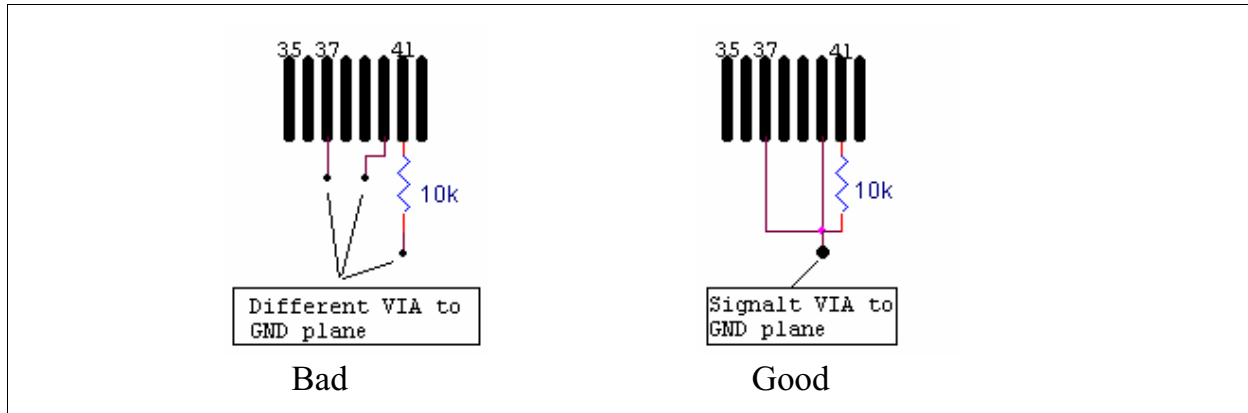 35 37 41
10k
Different VIA to
GND plane
Bad
35 37 41
10k
Signalt VIA to
GND plane
Good